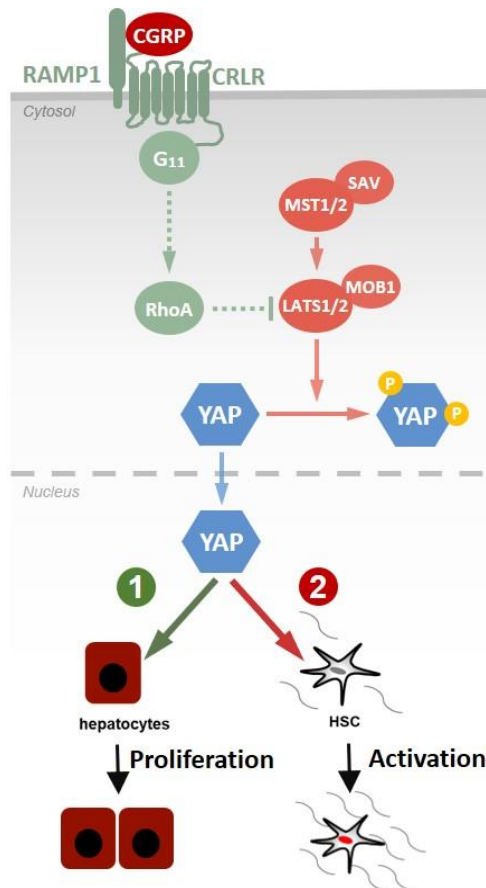 CGRP
RAMP1
CRLR
Cytosol
G11
SAV
MST1/2
MOB1
RhoA
LATS1/2
P
YAP
YAP
P
Nucleus
YAP
1
2
hepatocytes
HSC
Proliferation
Activation